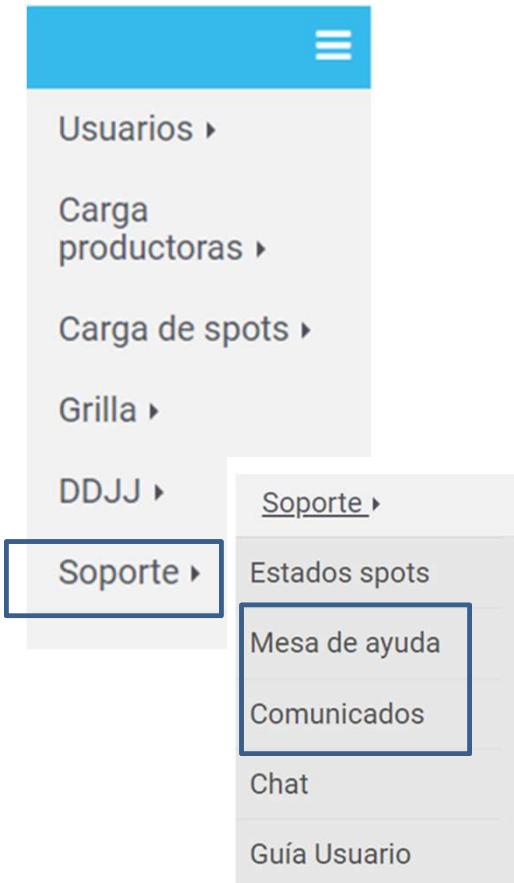 Usuarios
Carga
productoras
Carga de spots
Grilla
DDJJ
Soporte
Soporte
Estados spots
Mesa de ayuda
Comunicados
Chat
Guía Usuario